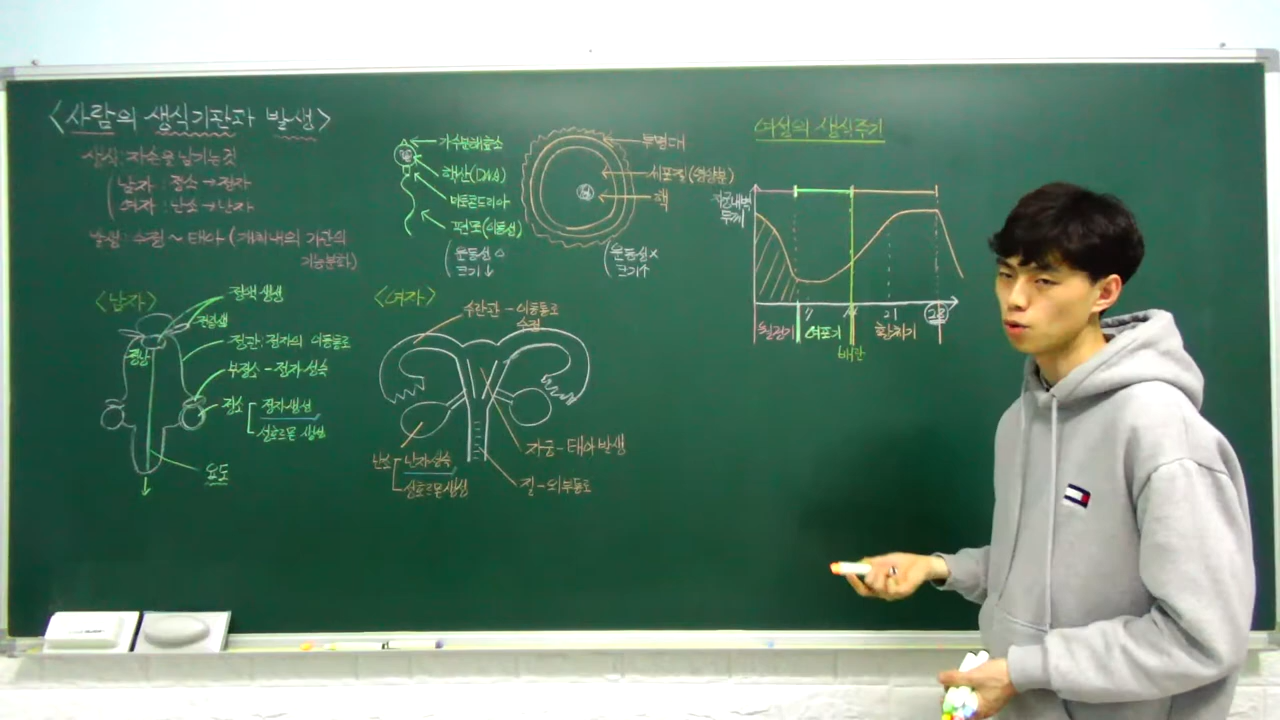 <사람의 생식기관과 발생>
생식 : 자손을 남기는 것
남자 : 정소 → 정자
여자 : 난소 → 난자
발생 : 수정 ~ 태아 (개체내의 기관의
기능분화)
가수분해효소
핵산(DNA)
미토콘드리아
편모(이동성)
운동성 ○
크기↓
투명대
세포질(영양분)
핵
운동성 ×
크기↑
<남자>
정액 생성
전립샘
정낭
정관 : 정자의 이동통로
부정소 - 정자 성숙
정소
정자 생성
성호르몬 생성
요도
<여자>
수란관 - 이동통로
수정
난소
난자 성숙
성호르몬 생성
자궁 - 태아 발생
질 - 외부통로
여성의 생식주기
자궁내벽
두께
14
21
28
월경기
여포기
황체기
배란